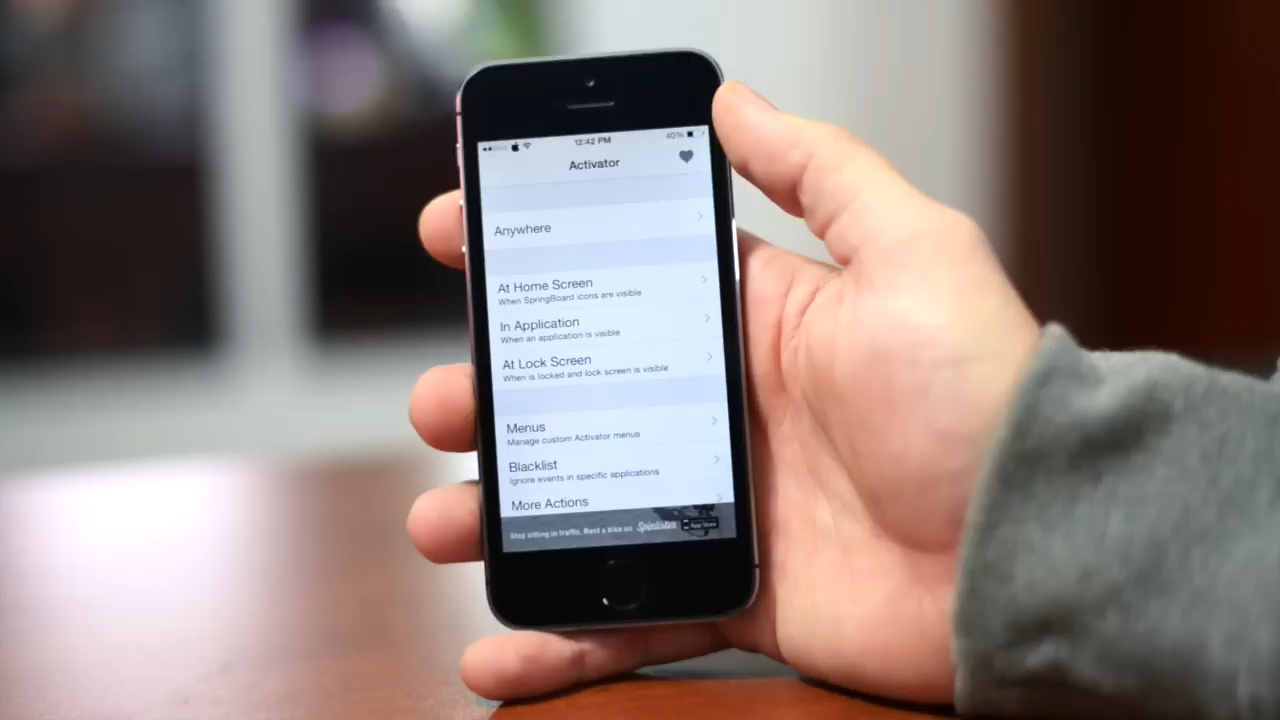 12:42 PM
40%
Activator
Anywhere
At Home Screen
When SpringBoard icons are visible
In Application
When an application is visible
At Lock Screen
When is locked and lock screen is visible
Menus
Manage custom Activator menus
Blacklist
Ignore events in specific applications
More Actions
Stop sitting in traffic. Rent a bike on Spinlister
App Store